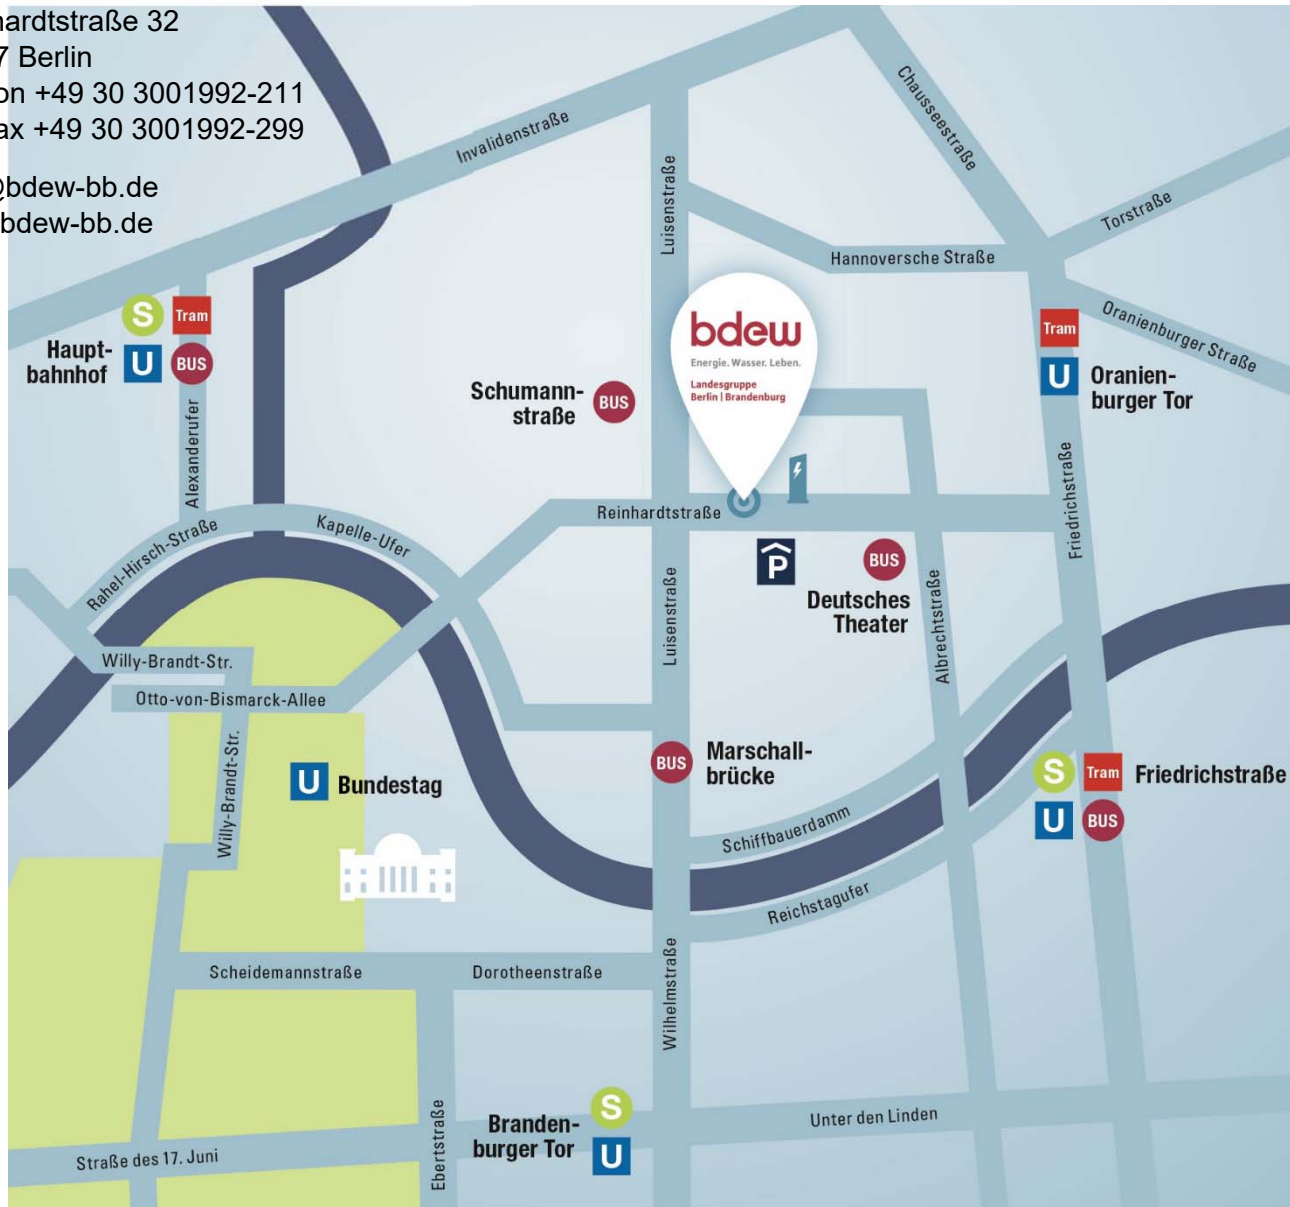 hardtstraße 32
7 Berlin
on +49 30 3001992-211
ax +49 30 3001992-299
@bdew-bb.de
bdew-bb.de
Invalidenstraße
Chausseestraße
Luisenstraße
Torstraße
Hannoversche Straße
Oranienburger Straße
S Tram
Haupt-
bahnhof
U BUS
Alexanderufer
bdew
Energie. Wasser. Leben.
Landesgruppe
Berlin | Brandenburg
Tram
U
Oranien-
burger Tor
Schumann-
straße
BUS
Reinhardtstraße
Friedrichstraße
Rahel-Hirsch-Straße
Kapelle-Ufer
P
BUS
Deutsches
Theater
Luisenstraße
Albrechtstraße
Willy-Brandt-Str.
Otto-von-Bismarck-Allee
Willy-Brandt-Str.
U Bundestag
BUS
Marschall-
brücke
S Tram Friedrichstraße
U BUS
Schiffbauerdamm
Reichstagufer
Scheidemannstraße
Dorotheenstraße
Wilhelmstraße
Ebertstraße
Branden-
burger Tor
S
U
Unter den Linden
Straße des 17. Juni